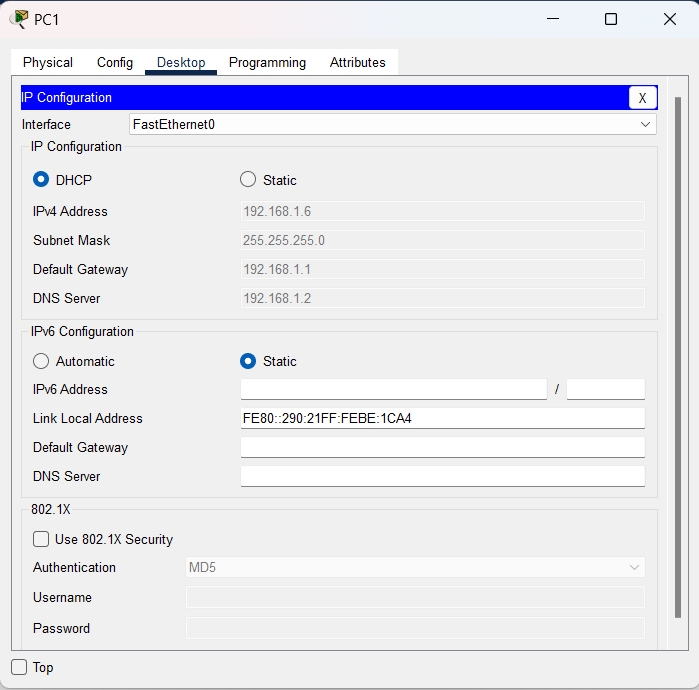 PC1
Physical Config Desktop Programming Attributes
IP Configuration X
Interface FastEthernet0
IP Configuration
DHCP Static
IPv4 Address 192.168.1.6
Subnet Mask 255.255.255.0
Default Gateway 192.168.1.1
DNS Server 192.168.1.2
IPv6 Configuration
Automatic Static
IPv6 Address /
Link Local Address FE80::290:21FF:FEBE:1CA4
Default Gateway
DNS Server
802.1X
Use 802.1X Security
Authentication MD5
Username
Password
Top